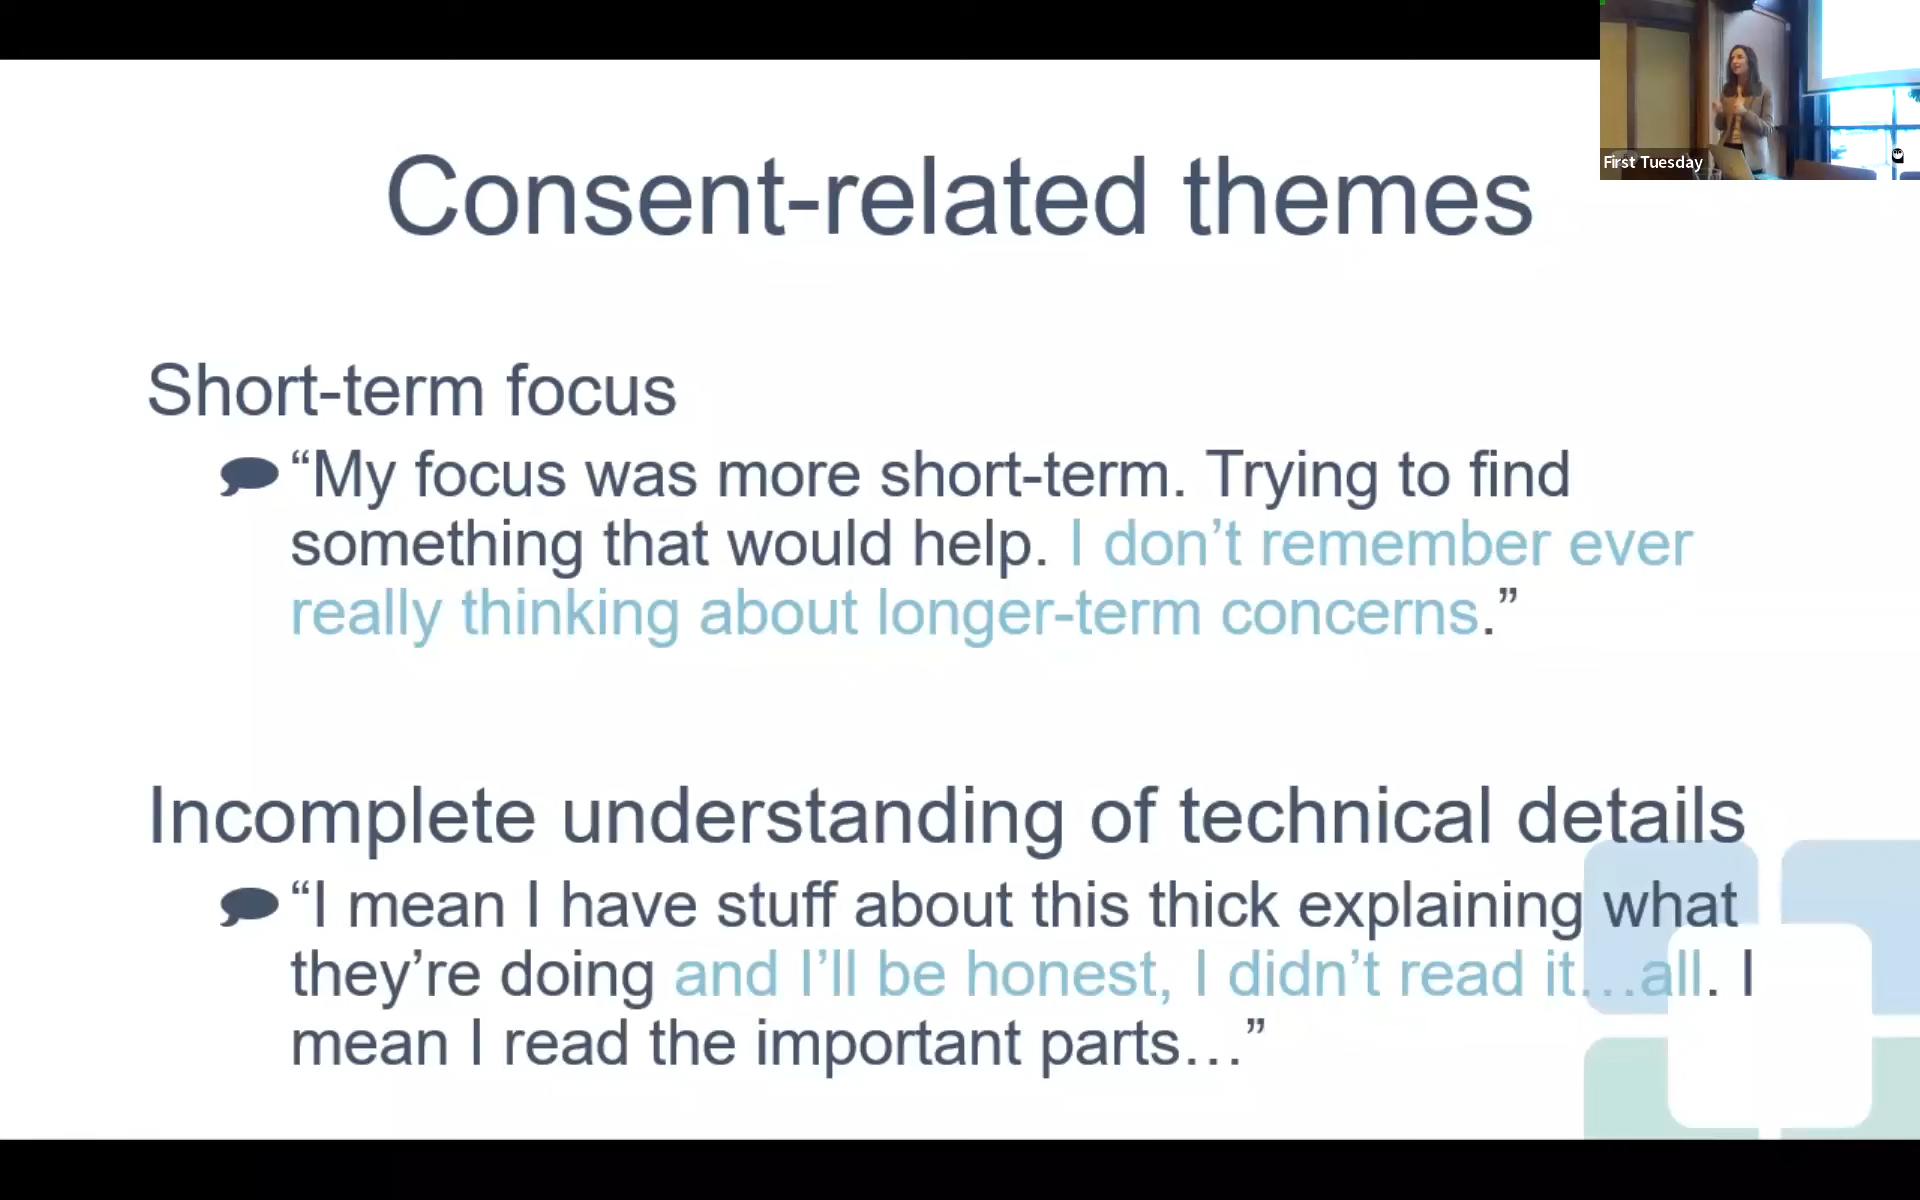 Consent-related themes
First Tuesday
Short-term focus
“My focus was more short-term. Trying to find
something that would help. I don’t remember ever
really thinking about longer-term concerns.”
Incomplete understanding of technical details
“I mean I have stuff about this thick explaining what
they’re doing and I’ll be honest, I didn’t read it…all. I
mean I read the important parts…”